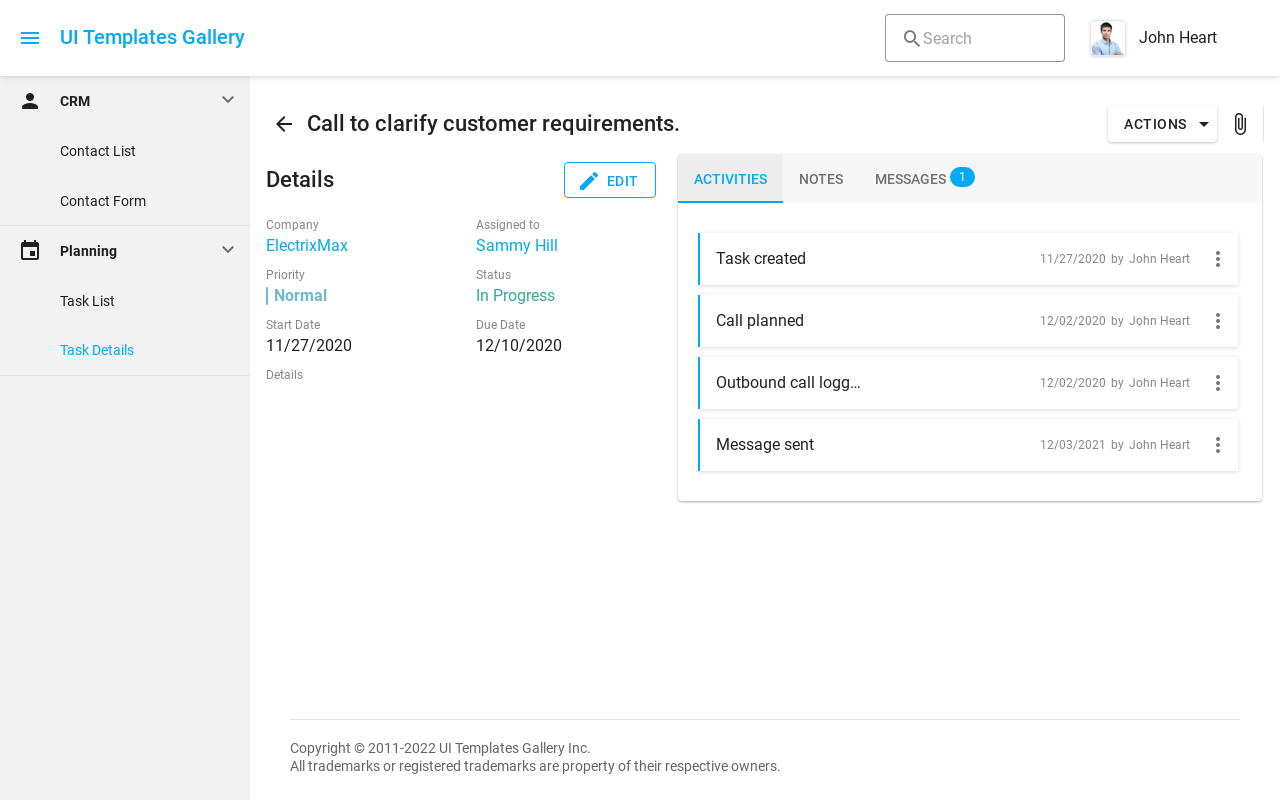 UI Templates Gallery
Search
John Heart
CRM
Contact List
Contact Form
Planning
Task List
Task Details
Call to clarify customer requirements.
ACTIONS
Details
EDIT
Company
Assigned to
ElectrixMax
Sammy Hill
Priority
Status
Normal
In Progress
Start Date
Due Date
11/27/2020
12/10/2020
Details
ACTIVITIES NOTES MESSAGES 1
Task created 11/27/2020 by John Heart
Call planned 12/02/2020 by John Heart
Outbound call logg... 12/02/2020 by John Heart
Message sent 12/03/2021 by John Heart
Copyright © 2011-2022 UI Templates Gallery Inc.
All trademarks or registered trademarks are property of their respective owners.